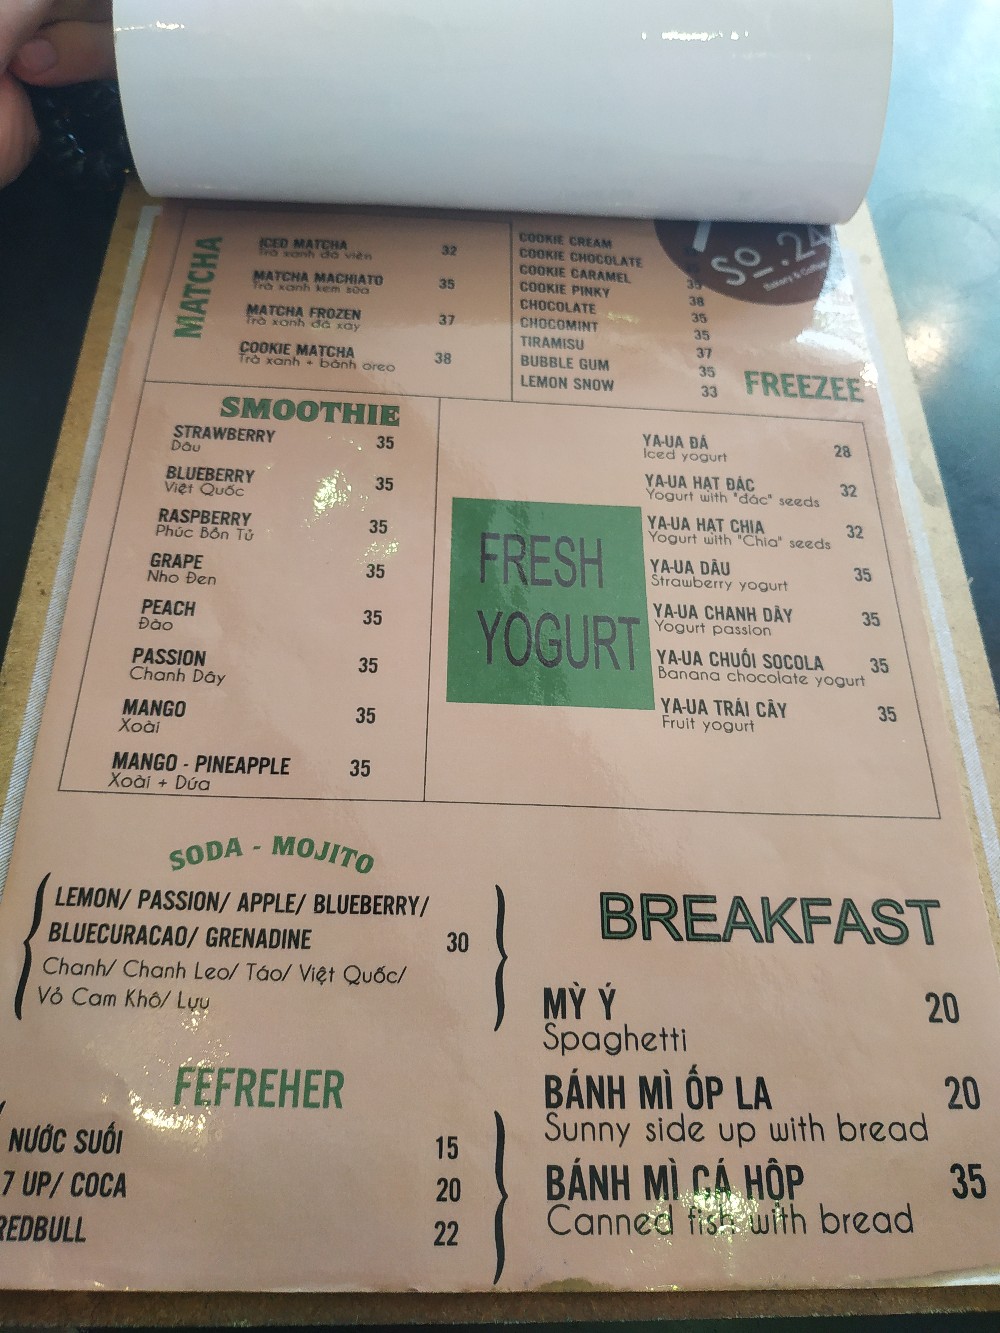 MATCHA
ICED MATCHA 32
Trà xanh đá viên
MATCHA MACHIATO 35
Trà xanh kem sữa
MATCHA FROZEN 37
Trà xanh đá xáy
COOKIE MATCHA 38
Trà xanh + bánh oreo
COOKIE CREAM
COOKIE CHOCOLATE
COOKIE CARAMEL
COOKIE PINKY 35
CHOCOLATE 38
CHOCOMINT 35
TIRAMISU 35
BUBBLE GUM 37
LEMON SNOW 35
33
FREEZEE
Sº.24
Bakery & Coffee
SMOOTHIE
STRAWBERRY 35
Dâu
BLUEBERRY 35
Việt Quốc
RASPBERRY 35
Phúc Bồn Tử
GRAPE 35
Nho Đen
PEACH 35
Đào
PASSION 35
Chanh Dây
MANGO 35
Xoài
MANGO - PINEAPPLE 35
Xoài + Dứa
FRESH
YOGURT
YA-UA ĐÁ 28
Iced yogurt
YA-UA HẠT ĐÁC 32
Yogurt with "đác" seeds
YA-UA HẠT CHIA 32
Yogurt with "Chia" seeds
YA-UA DÂU 35
Strawberry yogurt
YA-UA CHANH DÂY 35
Yogurt passion
YA-UA CHUỐI SOCOLA 35
Banana chocolate yogurt
YA-UA TRÁI CÂY 35
Fruit yogurt
SODA - MOJITO
LEMON/ PASSION/ APPLE/ BLUEBERRY/
BLUECURACAO/ GRENADINE 30
Chanh/ Chanh Leo/ Táo/ Việt Quốc/
Vỏ Cam Khô/ Lựu
FEFREHER
NƯỚC SUỐI 15
7 UP/ COCA 20
REDBULL 22
BREAKFAST
MỲ Ý 20
Spaghetti
BÁNH MÌ ỐP LA 20
Sunny side up with bread
BÁNH MÌ CÁ HỘP 35
Canned fish with bread